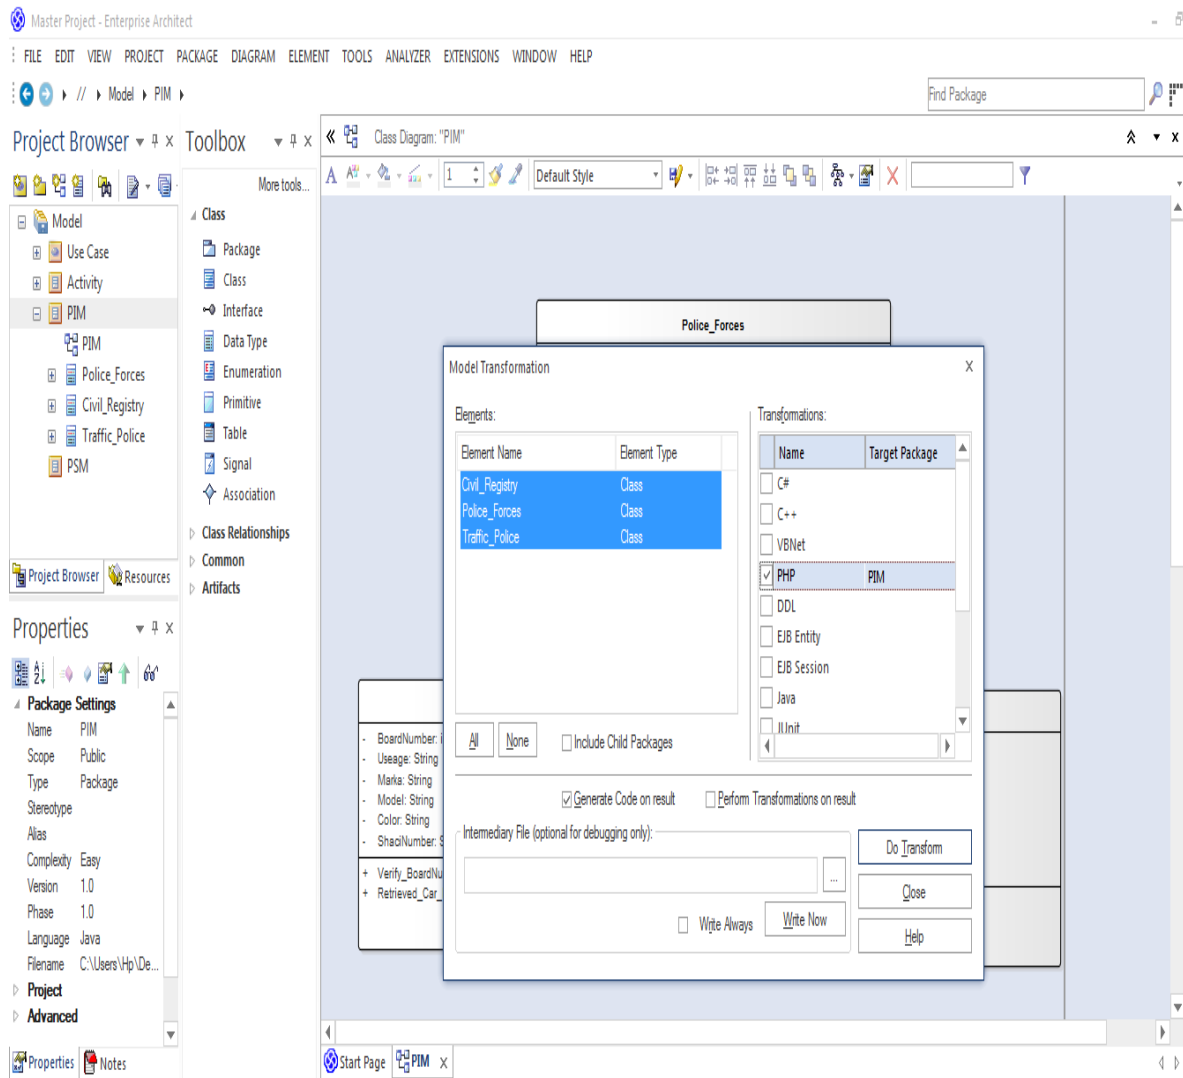 Master Project - Enterprise Architect
FILE EDIT VIEW PROJECT PACKAGE DIAGRAM ELEMENT TOOLS ANALYZER EXTENSIONS WINDOW HELP
// Model PIM
Find Package
Project Browser
Model
Use Case
Activity
PIM
PIM
Police_Forces
Civil_Registry
Traffic_Police
PSM
Project Browser Resources
Properties
Package Settings
Name PIM
Scope Public
Type Package
Stereotype
Alias
Complexity Easy
Version 1.0
Phase 1.0
Language Java
Filename C:\Users\Hp\De...
Project
Advanced
Properties Notes
Toolbox
More tools...
Class
Package
Class
Interface
Data Type
Enumeration
Primitive
Table
Signal
Association
Class Relationships
Common
Artifacts
Class Diagram: "PIM"
1 Default Style
Police_Forces
- BoardNumber: i
- Useage: String
- Marka: String
- Model: String
- Color: String
- ShaciNumber: S
+ Verify_BoardNu
+ Retrieved_Car_
Model Transformation
Elements:
Element Name Element Type
Civil_Registry Class
Police_Forces Class
Traffic_Police Class
All None Include Child Packages
Transformations:
Name Target Package
C#
C++
VBNet
PHP PIM
DDL
EJB Entity
EJB Session
Java
JUnit
Generate Code on result Perform Transformations on result
Intermediary File (optional for debugging only):
...
Write Always Write Now
Do Transform
Close
Help
Start Page PIM